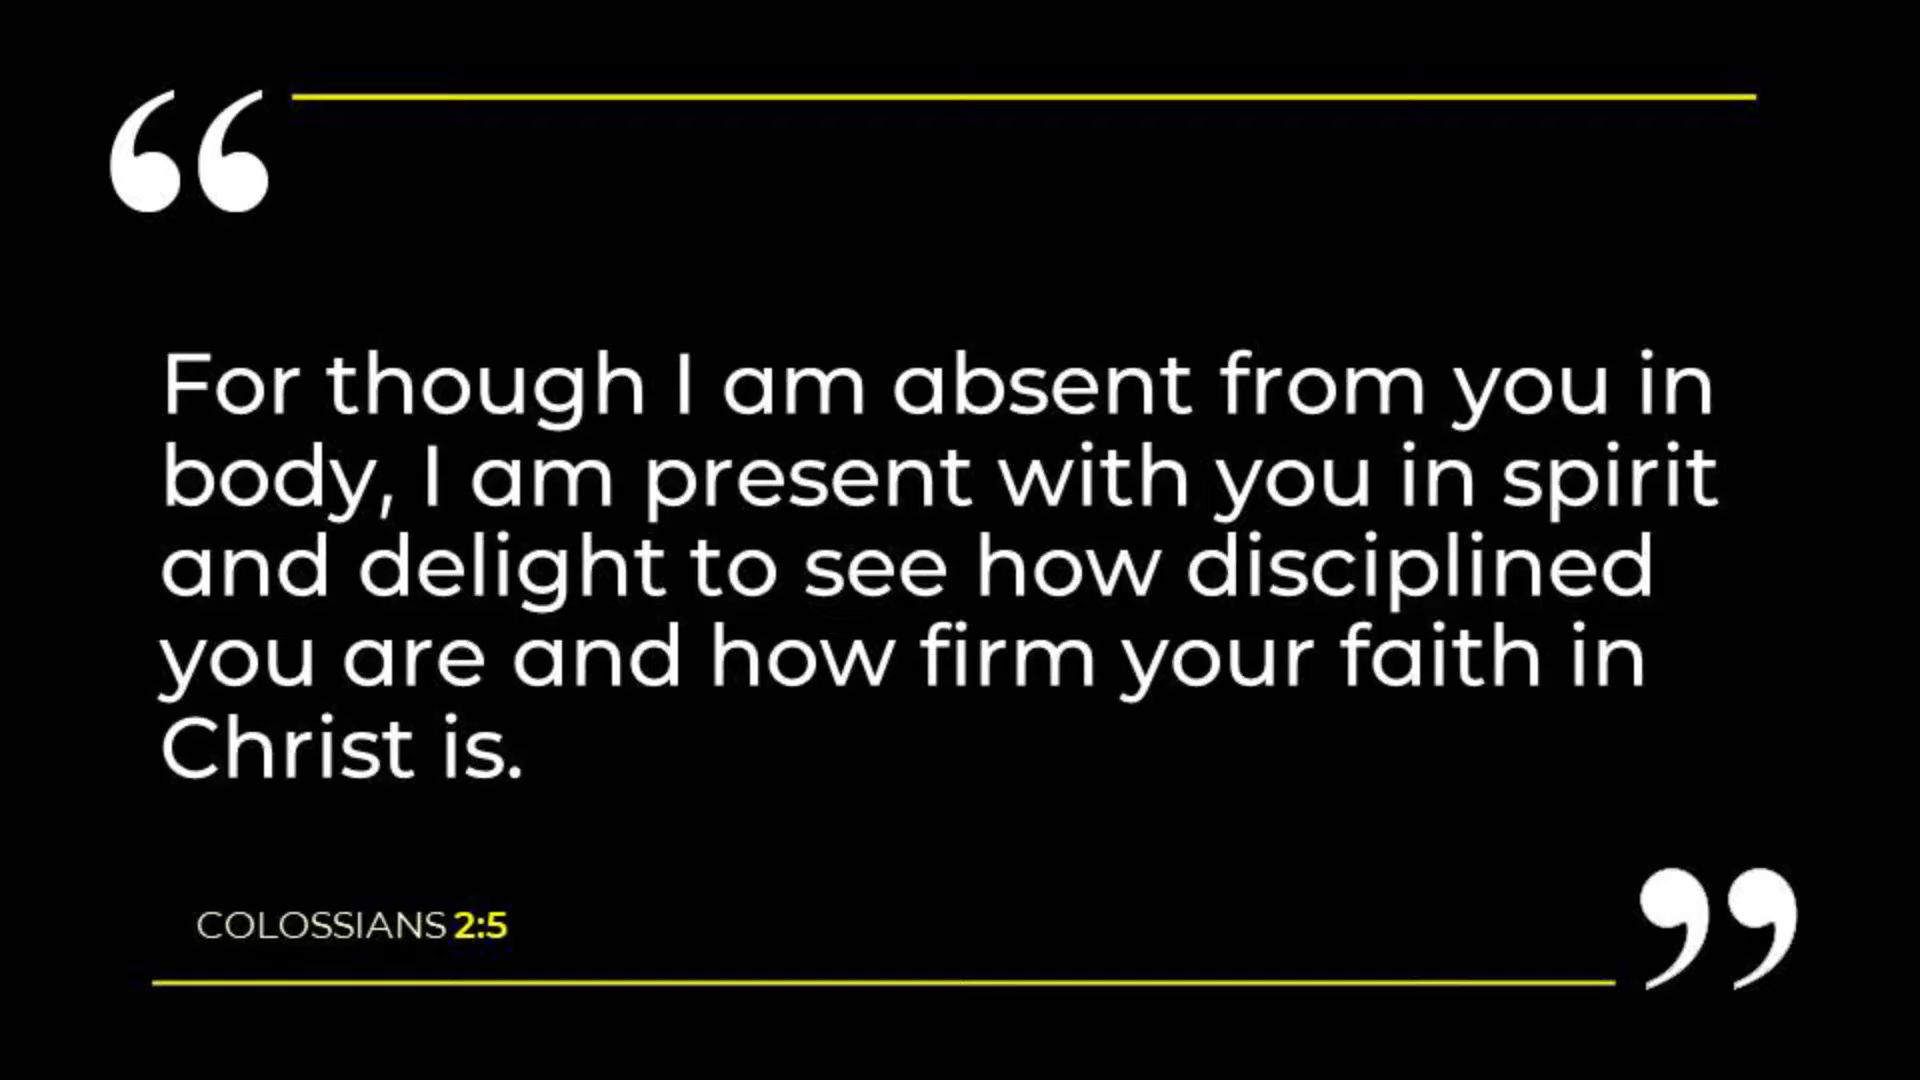 “
For though I am absent from you in
body, I am present with you in spirit
and delight to see how disciplined
you are and how firm your faith in
Christ is.
COLOSSIANS 2:5
”